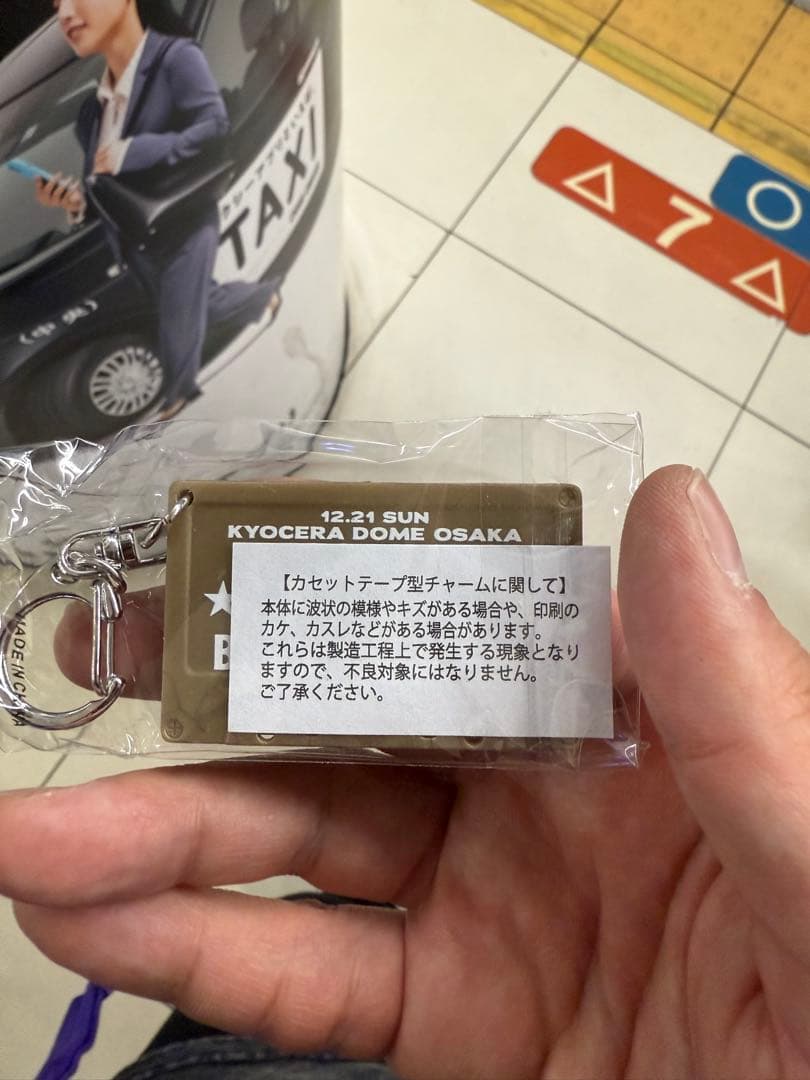 TAXI
(中央)
△ 7 △
○
12.21 SUN
KYOCERA DOME OSAKA
★
B
【カセットテープ型チャームに関して】
本体に波状の模様やキズがある場合や、印刷の
カケ、カスレなどがある場合があります。
これらは製造工程上で発生する現象となり
ますので、不良対象にはなりません。
ご了承ください。
MADE IN CHINA